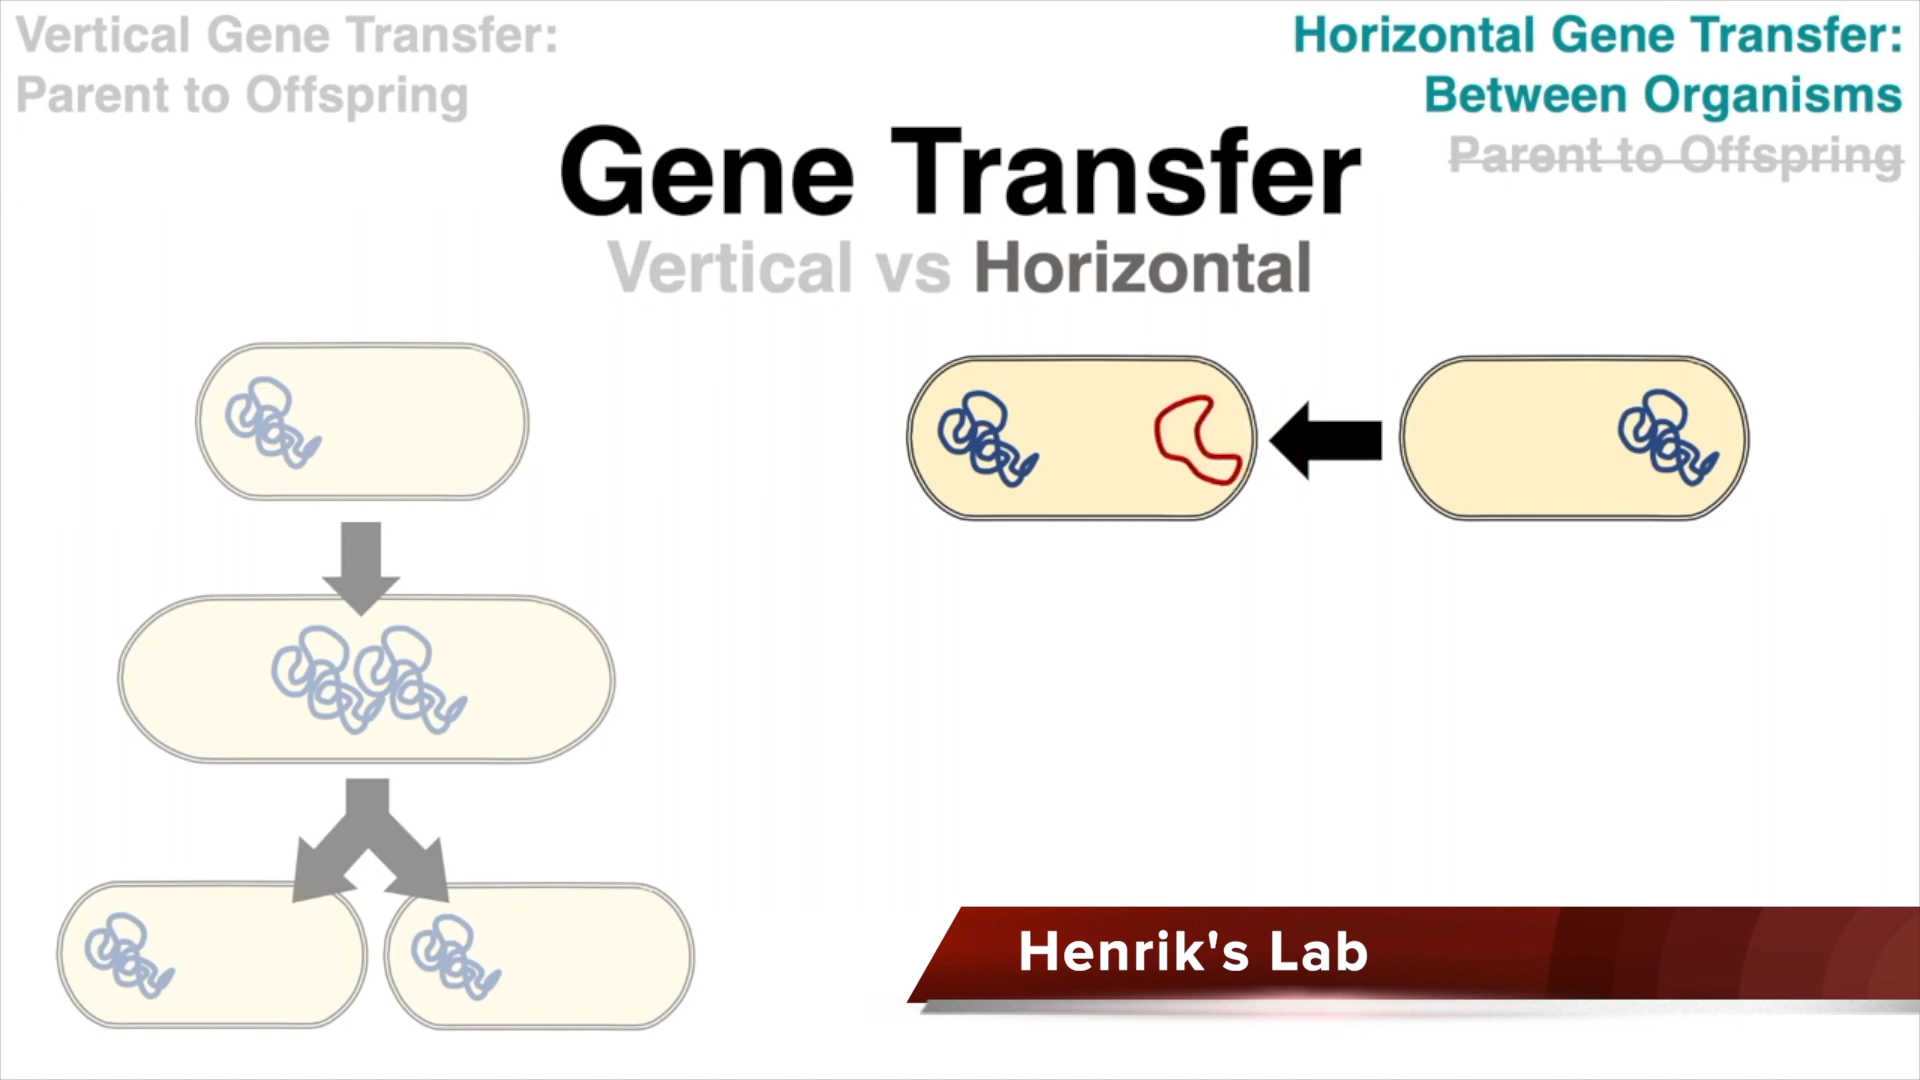 Vertical Gene Transfer:
Parent to Offspring
Horizontal Gene Transfer:
Between Organisms
Parent to Offspring
Gene Transfer
Vertical vs Horizontal
Henrik's Lab